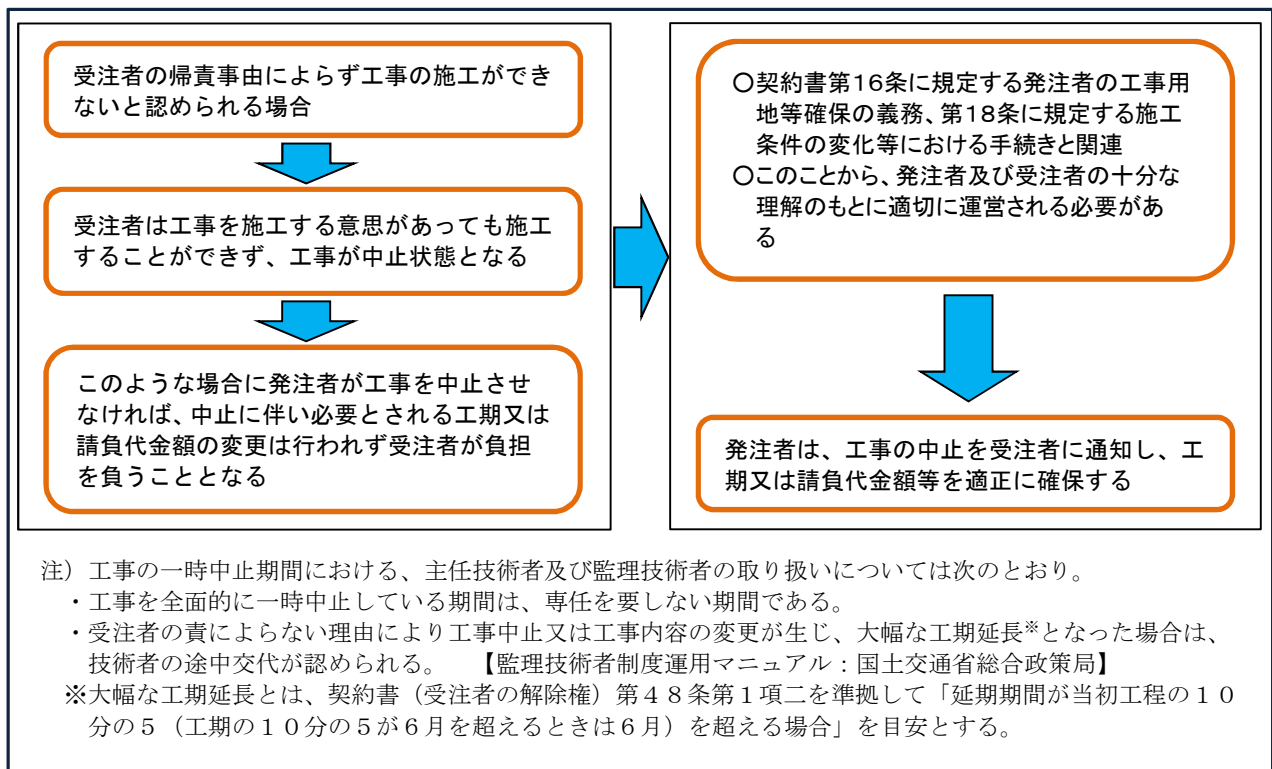 受注者の帰責事由によらず工事の施工ができ
ないと認められる場合
受注者は工事を施工する意思があっても施工
することができず、工事が中止状態となる
このような場合に発注者が工事を中止させ
なければ、中止に伴い必要とされる工期又は
請負代金額の変更は行われず受注者が負担
を負うこととなる
○契約書第16条に規定する発注者の工事用
地等確保の義務、第18条に規定する施工
条件の変化等における手続きと関連
○このことから、発注者及び受注者の十分な
理解のもとに適切に運営される必要があ
る
発注者は、工事の中止を受注者に通知し、工
期又は請負代金額等を適正に確保する
注）工事の一時中止期間における、主任技術者及び監理技術者の取り扱いについては次のとおり。
・工事を全面的に一時中止している期間は、専任を要しない期間である。
・受注者の責によらない理由により工事中止又は工事内容の変更が生じ、大幅な工期延長※となった場合は、
技術者の途中交代が認められる。　【監理技術者制度運用マニュアル：国土交通省総合政策局】
※大幅な工期延長とは、契約書（受注者の解除権）第４８条第１項二を準拠して「延期期間が当初工程の１０
分の５（工期の１０分の５が６月を超えるときは６月）を超える場合」を目安とする。